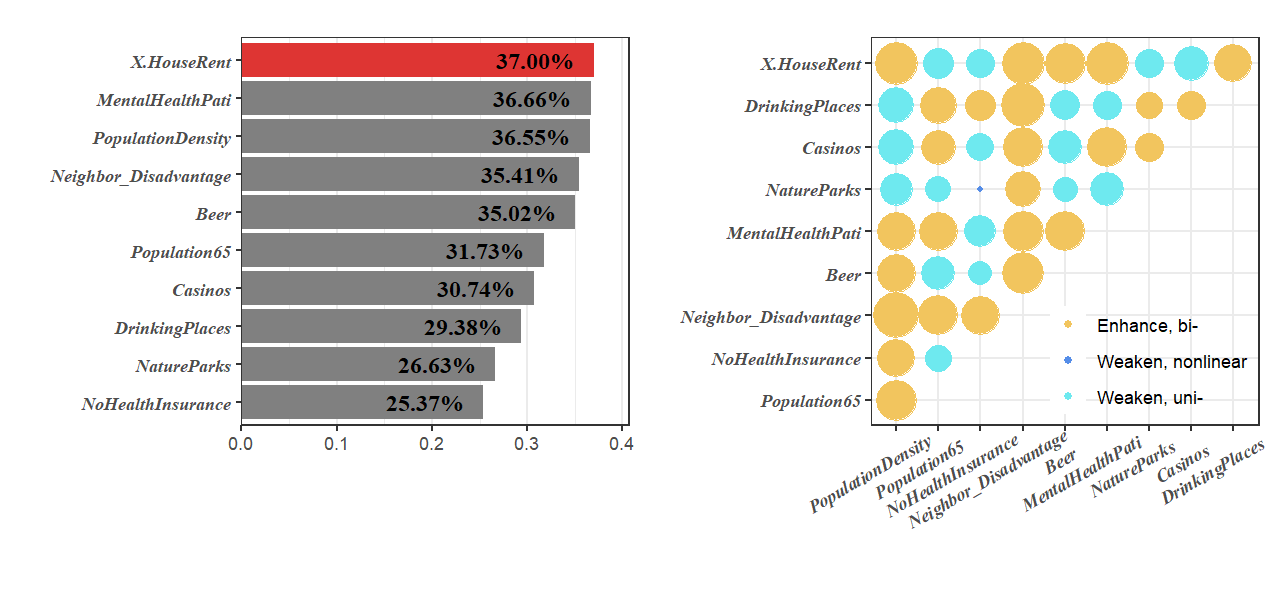 X.HouseRent
37.00%
MentalHealthPati
36.66%
PopulationDensity
36.55%
Neighbor_Disadvantage
35.41%
Beer
35.02%
Population65
31.73%
Casinos
30.74%
DrinkingPlaces
29.38%
NatureParks
26.63%
NoHealthInsurance
25.37%
0.0
0.1
0.2
0.3
0.4
X.HouseRent
DrinkingPlaces
Casinos
NatureParks
MentalHealthPati
Beer
Neighbor_Disadvantage
NoHealthInsurance
Population65
Enhance, bi-
Weaken, nonlinear
Weaken, uni-
PopulationDensity
Population65
NoHealthInsurance
Neighbor_Disadvantage
Beer
MentalHealthPati
NatureParks
Casinos
DrinkingPlaces